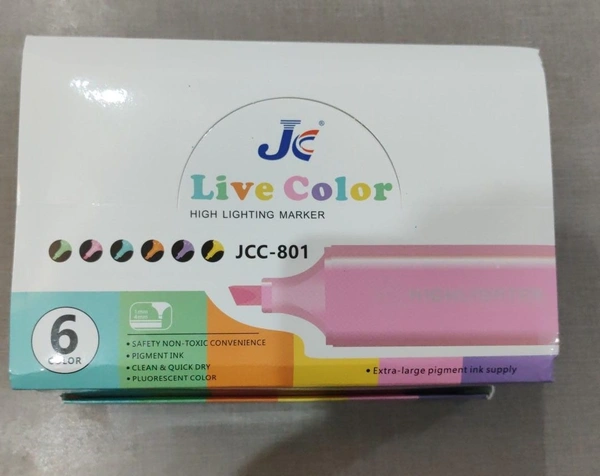 JC®
Live Color
HIGH LIGHTING MARKER
JCC-801
6
COLOR
• SAFETY NON-TOXIC CONVENIENCE
• PIGMENT INK
• CLEAN & QUICK DRY
• PLUORESCENT COLOR
• Extra-large pigment ink supply